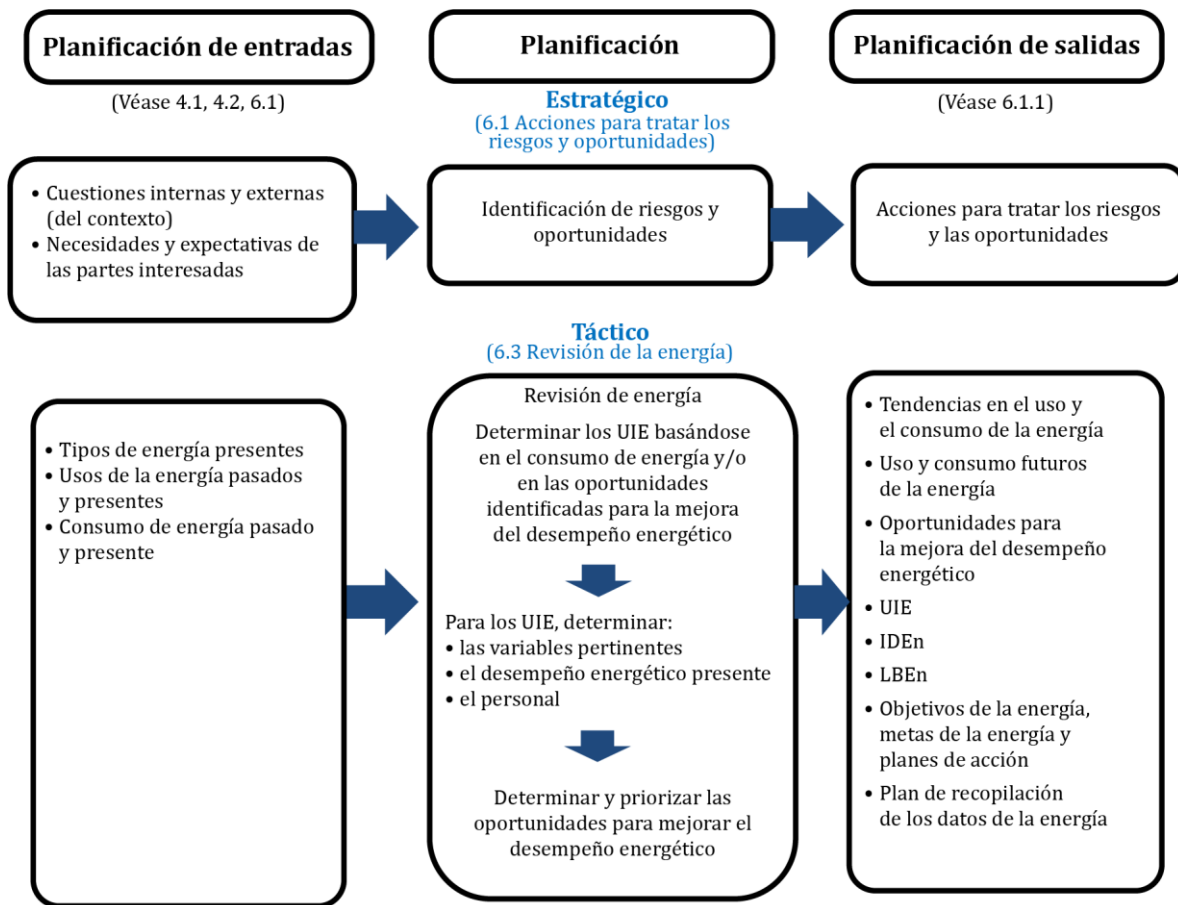 Planificación de entradas
Planificación
Planificación de salidas
(Véase 4.1, 4.2, 6.1)
Estratégico
(6.1 Acciones para tratar los
riesgos y oportunidades)
(Véase 6.1.1)
• Cuestiones internas y externas
(del contexto)
• Necesidades y expectativas de
las partes interesadas
Identificación de riesgos y
oportunidades
Acciones para tratar los riesgos
y las oportunidades
Táctico
(6.3 Revisión de la energía)
• Tipos de energía presentes
• Usos de la energía pasados
y presentes
• Consumo de energía pasado
y presente
Revisión de energía
Determinar los UIE basándose
en el consumo de energía y/o
en las oportunidades
identificadas para la mejora
del desempeño energético
Para los UIE, determinar:
• las variables pertinentes
• el desempeño energético presente
• el personal
Determinar y priorizar las
oportunidades para mejorar el
desempeño energético
• Tendencias en el uso y
el consumo de la energía
• Uso y consumo futuros
de la energía
• Oportunidades para
la mejora del desempeño
energético
• UIE
• IDEn
• LBEn
• Objetivos de la energía,
metas de la energía y
planes de acción
• Plan de recopilación
de los datos de la energía